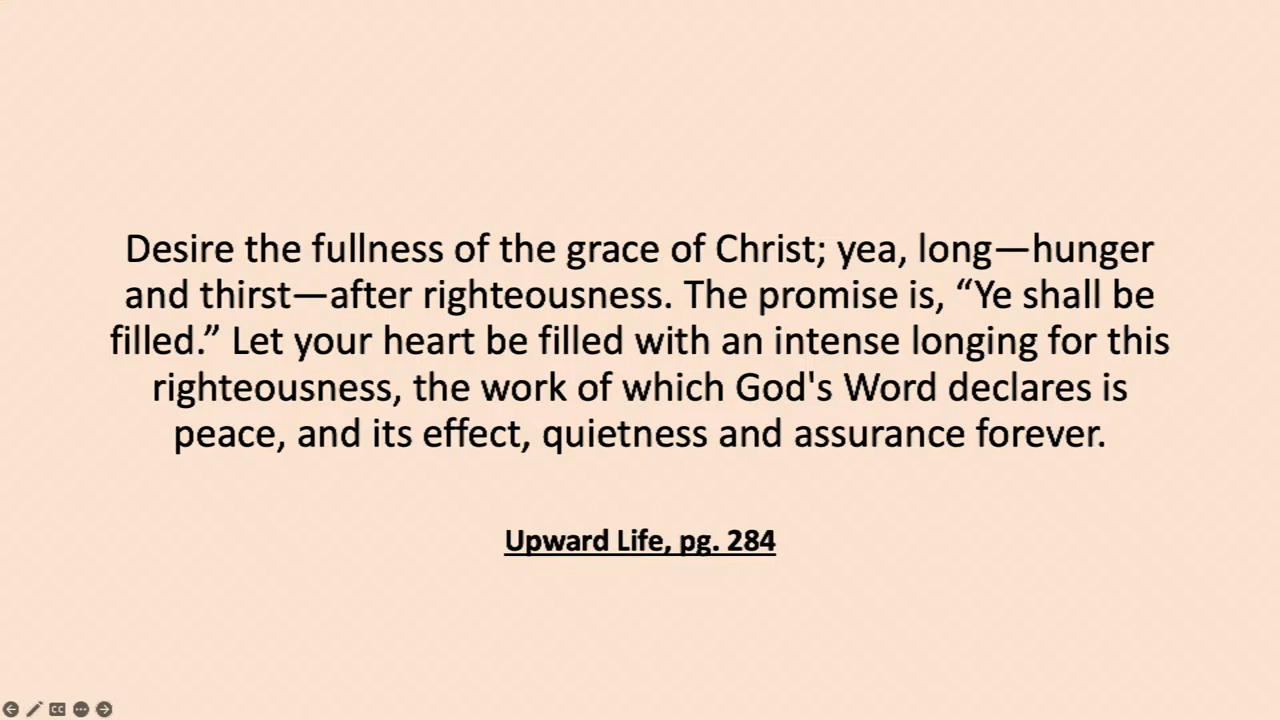 Desire the fullness of the grace of Christ; yea, long—hunger
and thirst—after righteousness. The promise is, “Ye shall be
filled.” Let your heart be filled with an intense longing for this
righteousness, the work of which God's Word declares is
peace, and its effect, quietness and assurance forever.
Upward Life, pg. 284
CC